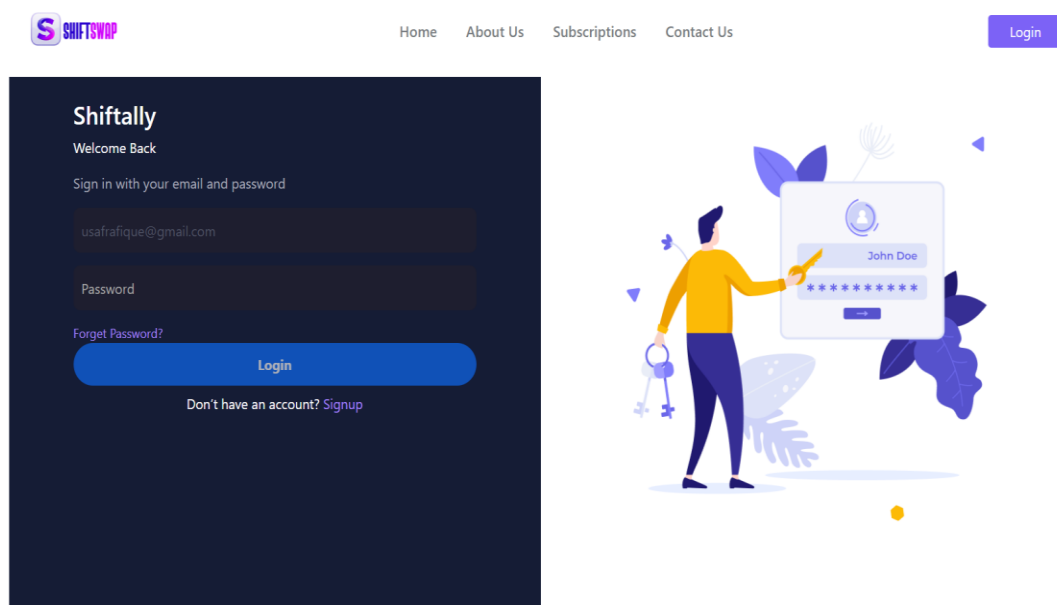 S SHIFTSWAP
Home About Us Subscriptions Contact Us Login
Shiftally
Welcome Back
Sign in with your email and password
usafrafique@gmail.com
Password
Forget Password?
Login
Don't have an account? Signup
John Doe
**********